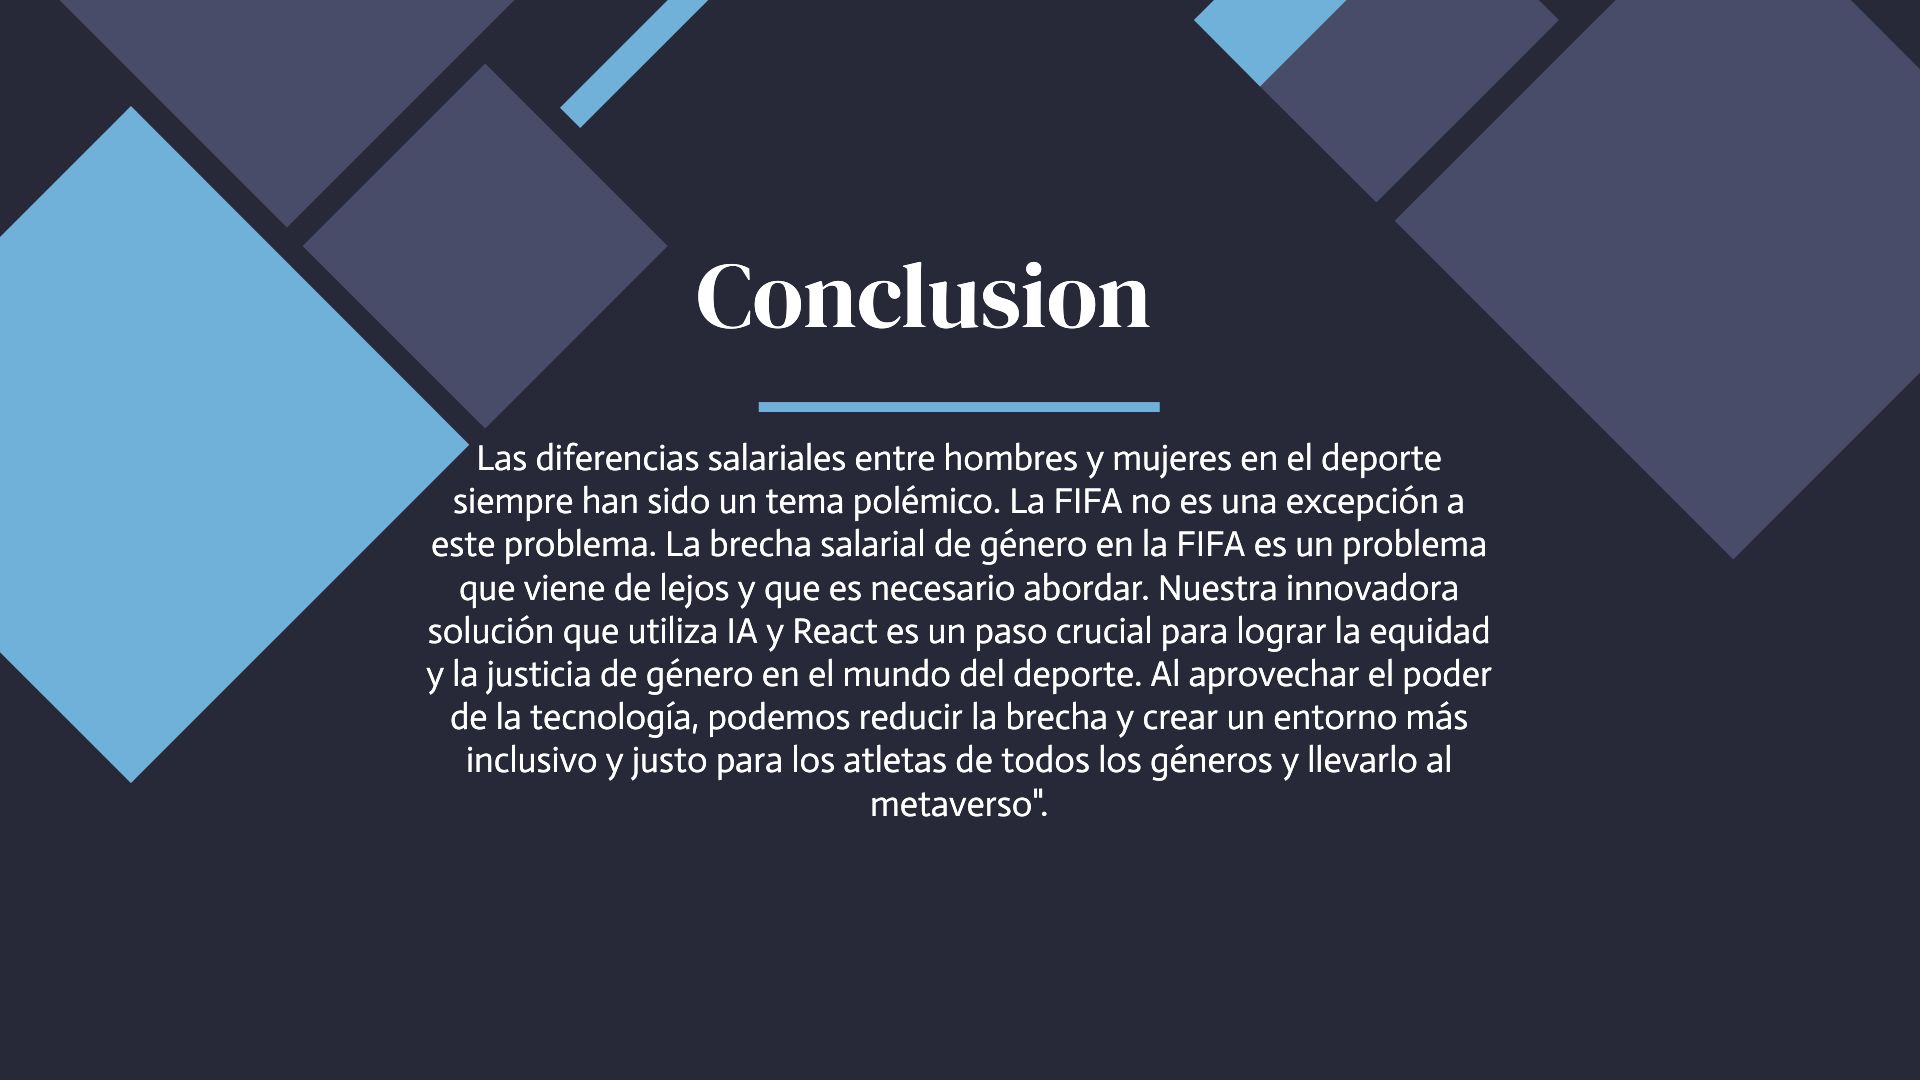 Conclusion
Las diferencias salariales entre hombres y mujeres en el deporte
siempre han sido un tema polémico. La FIFA no es una excepción a
este problema. La brecha salarial de género en la FIFA es un problema
que viene de lejos y que es necesario abordar. Nuestra innovadora
solución que utiliza IA y React es un paso crucial para lograr la equidad
y la justicia de género en el mundo del deporte. Al aprovechar el poder
de la tecnología, podemos reducir la brecha y crear un entorno más
inclusivo y justo para los atletas de todos los géneros y llevarlo al
metaverso".